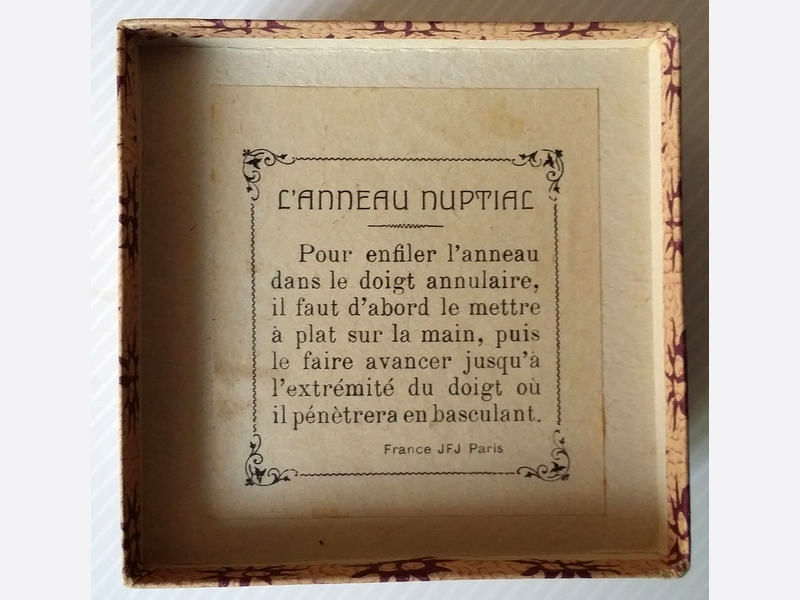 L'ANNEAU NUPTIAL
Pour enfiler l'anneau
dans le doigt annulaire,
il faut d'abord le mettre
à plat sur la main, puis
le faire avancer jusqu'à
l'extrémité du doigt où
il pénètrera en basculant.
France JFJ Paris